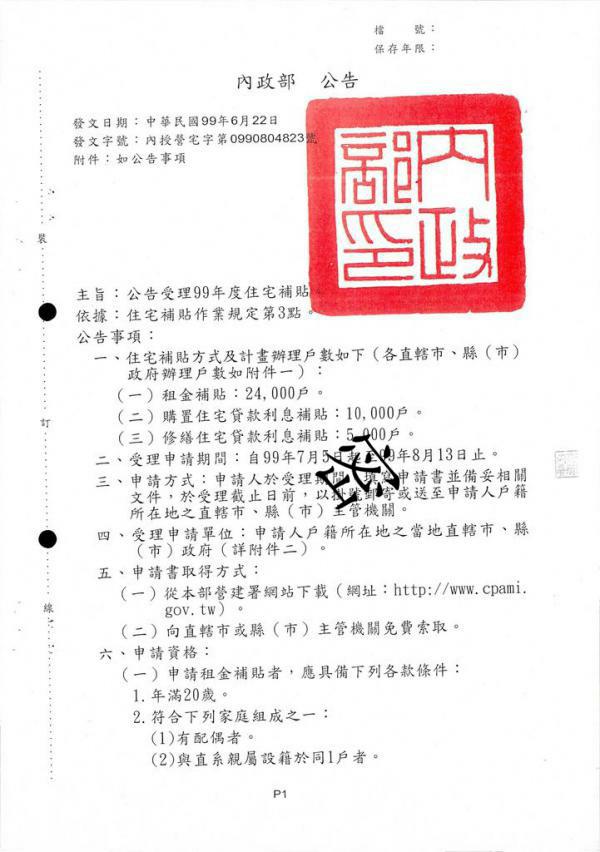 檔　　號：
保存年限：
內政部　公告
發文日期：中華民國99年6月22日
發文字號：內授營宅字第0990804823號
附件：如公告事項
內政部印
主旨：公告受理99年度住宅補貼
依據：住宅補貼作業規定第3點。
公告事項：
一、住宅補貼方式及計畫辦理戶數如下（各直轄市、縣（市）
政府辦理戶數如附件一）：
（一）租金補貼：24,000戶。
（二）購置住宅貸款利息補貼：10,000戶。
（三）修繕住宅貸款利息補貼：5,000戶。
二、受理申請期間：自99年7月5日起至99年8月13日止。
三、申請方式：申請人於受理期間，填寫申請書並備妥相關
文件，於受理截止日前，以掛號郵寄或送至申請人戶籍
所在地之直轄市、縣（市）主管機關。
四、受理申請單位：申請人戶籍所在地之當地直轄市、縣
（市）政府（詳附件二）。
五、申請書取得方式：
（一）從本部營建署網站下載（網址：http://www.cpami.
gov.tw）。
（二）向直轄市或縣（市）主管機關免費索取。
六、申請資格：
（一）申請租金補貼者，應具備下列各款條件：
1.年滿20歲。
2.符合下列家庭組成之一：
(1)有配偶者。
(2)與直系親屬設籍於同1戶者。
裝
訂
線
P1